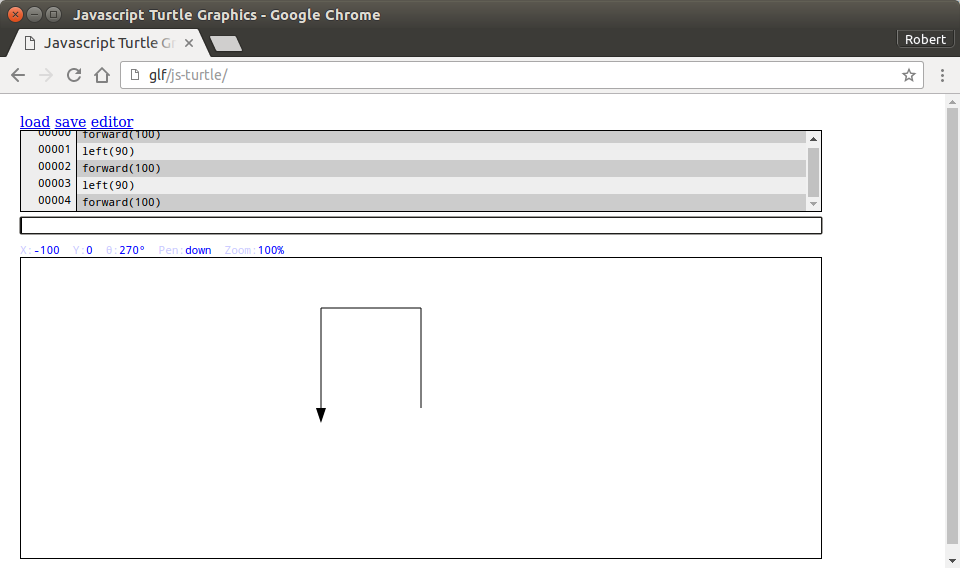 Javascript Turtle Graphics - Google Chrome
Javascript Turtle Gr
Robert
glf/js-turtle/
load save editor
00000 forward(100)
00001 left(90)
00002 forward(100)
00003 left(90)
00004 forward(100)
X:-100 Y:0 θ:270° Pen:down Zoom:100%